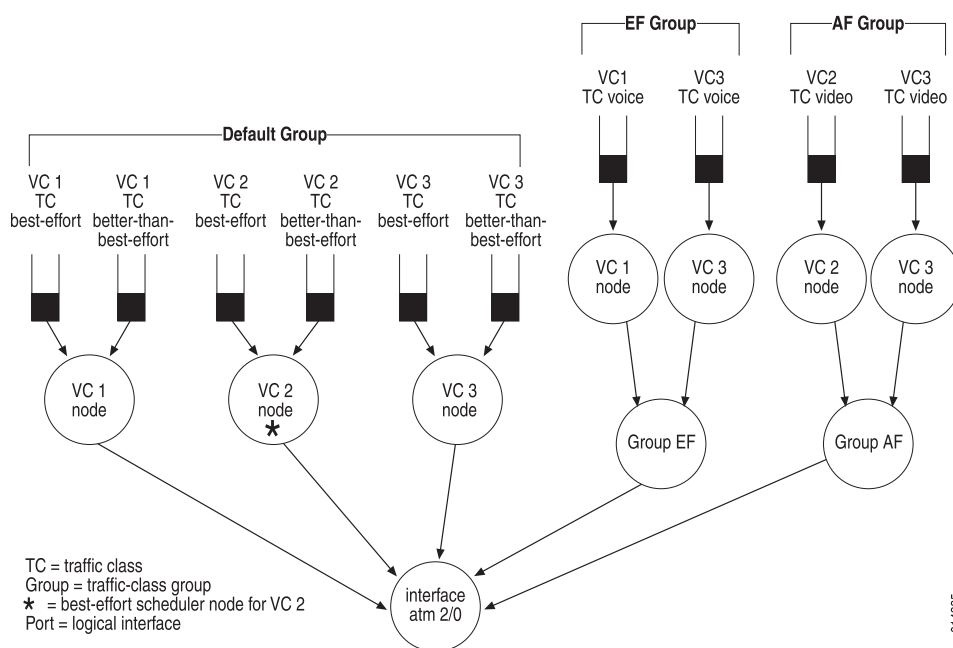 EF Group
AF Group
VC1
TC voice
VC3
TC voice
VC2
TC video
VC3
TC video
Default Group
VC 1
TC
best-effort
VC 1
TC
better-than-
best-effort
VC 2
TC
best-effort
VC 2
TC
better-than-
best-effort
VC 3
TC
best-effort
VC 3
TC
better-than-
best-effort
VC 1
node
VC 3
node
VC 2
node
VC 3
node
VC 1
node
VC 2
node
*
VC 3
node
Group EF
Group AF
interface
atm 2/0
TC = traffic class
Group = traffic-class group
* = best-effort scheduler node for VC 2
Port = logical interface